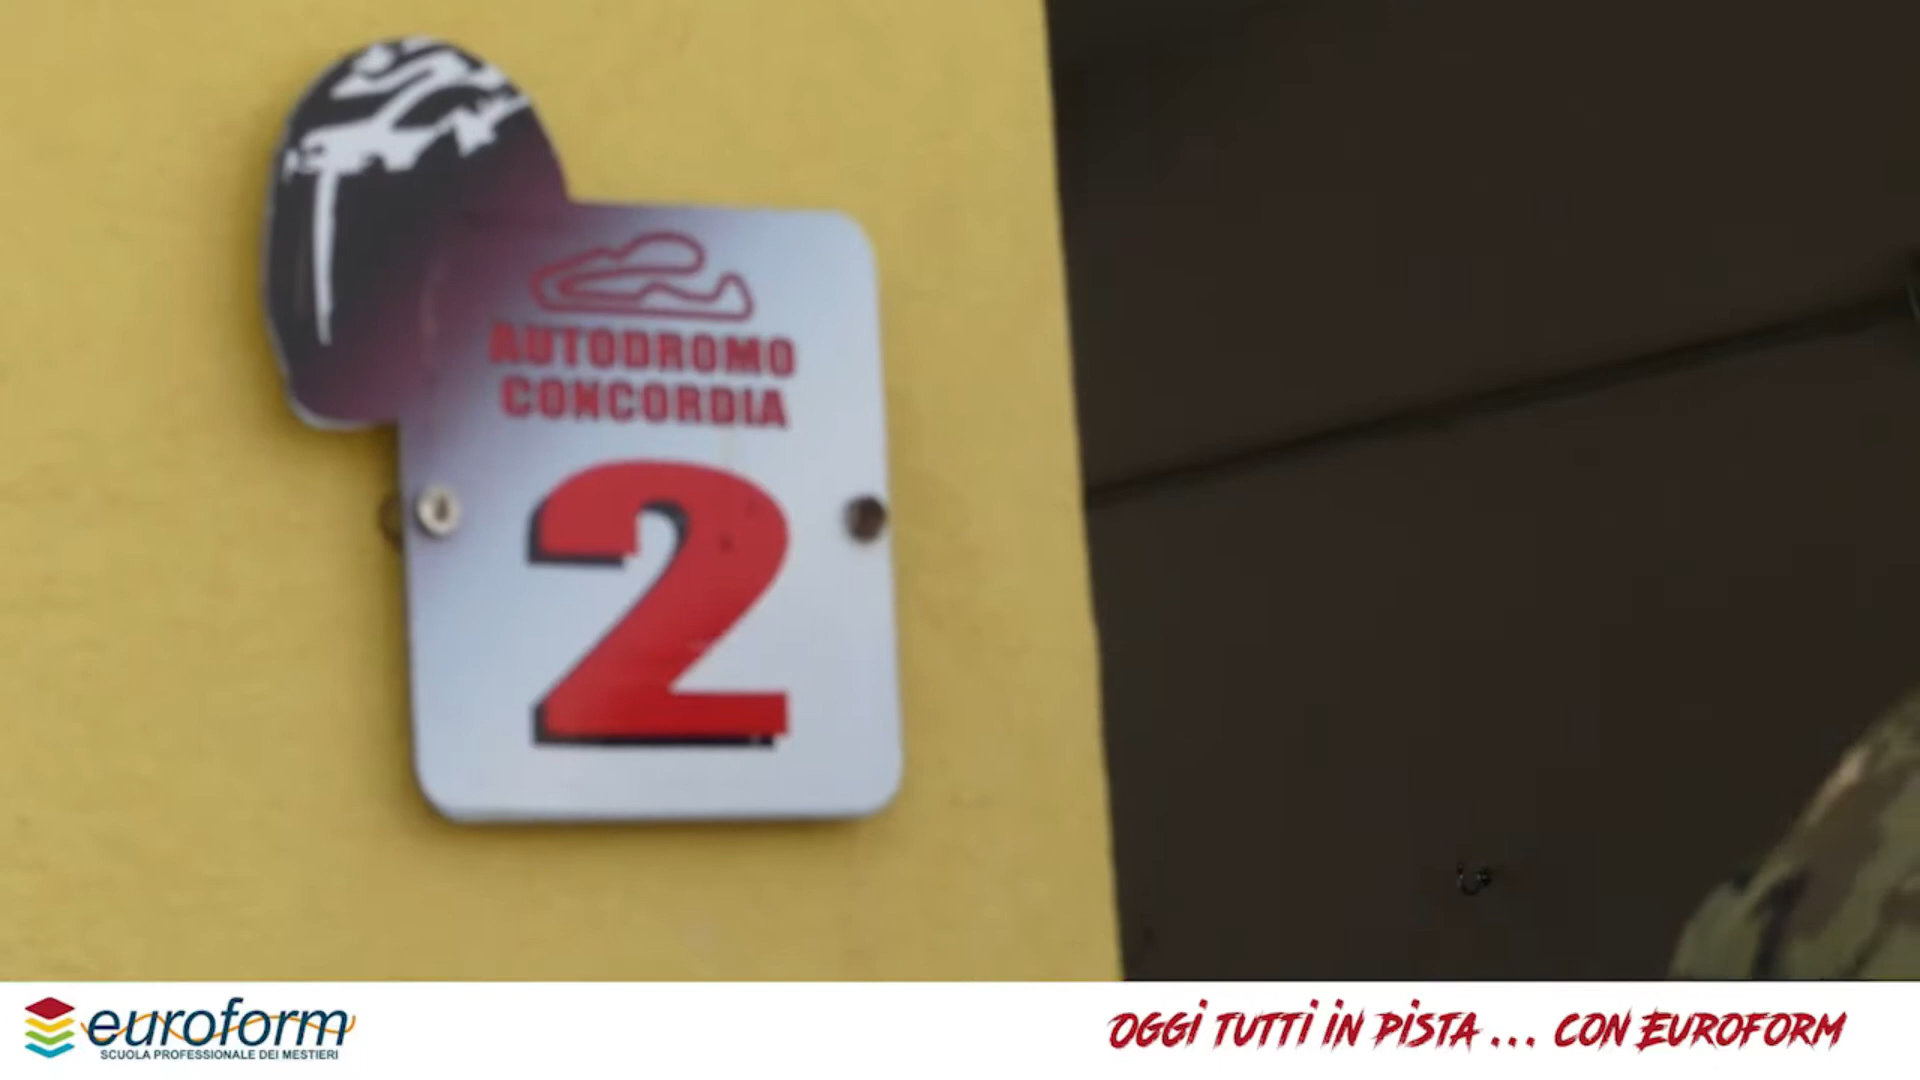 AUTODROMO
CONCORDIA
2
euroform
SCUOLA PROFESSIONALE DEI MESTIERI
OGGI TUTTI IN PISTA ... CON EUROFORM